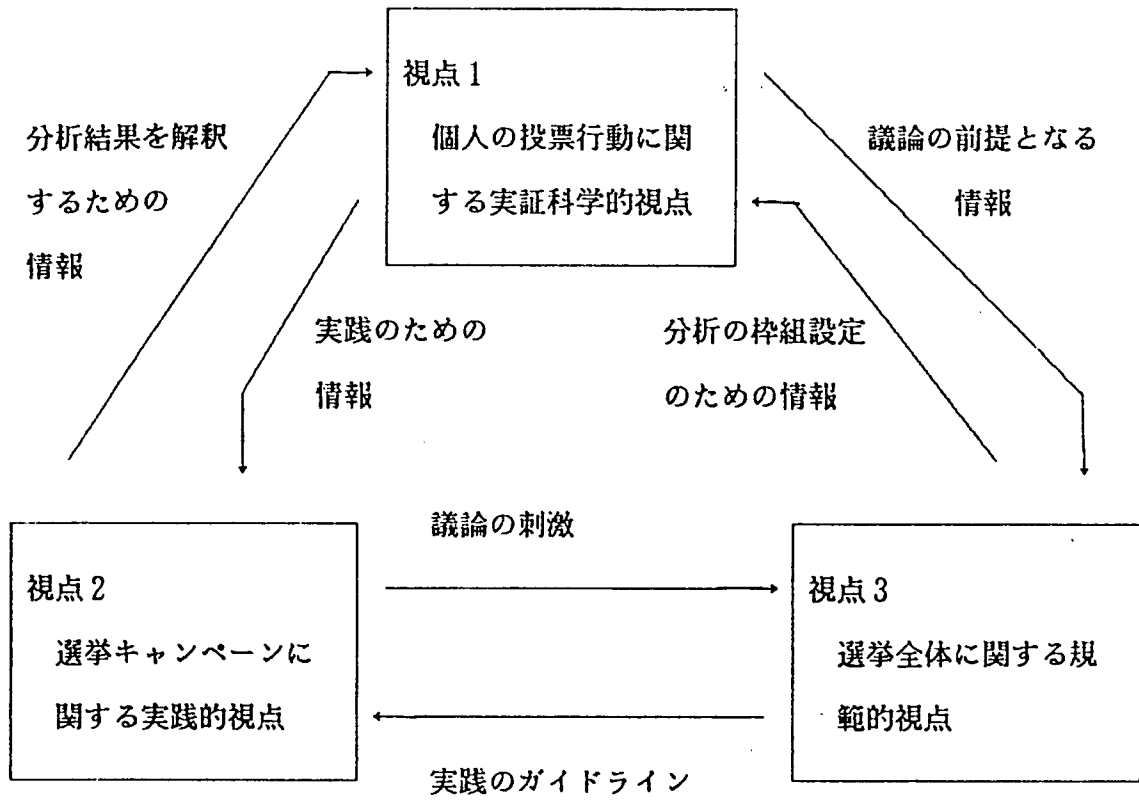 視点1
個人の投票行動に関
する実証科学的視点
分析結果を解釈
するための
情報
議論の前提となる
情報
実践のための
情報
分析の枠組設定
のための情報
議論の刺激
視点2
選挙キャンペーンに
関する実践的視点
視点3
選挙全体に関する規
範的視点
実践のガイドライン